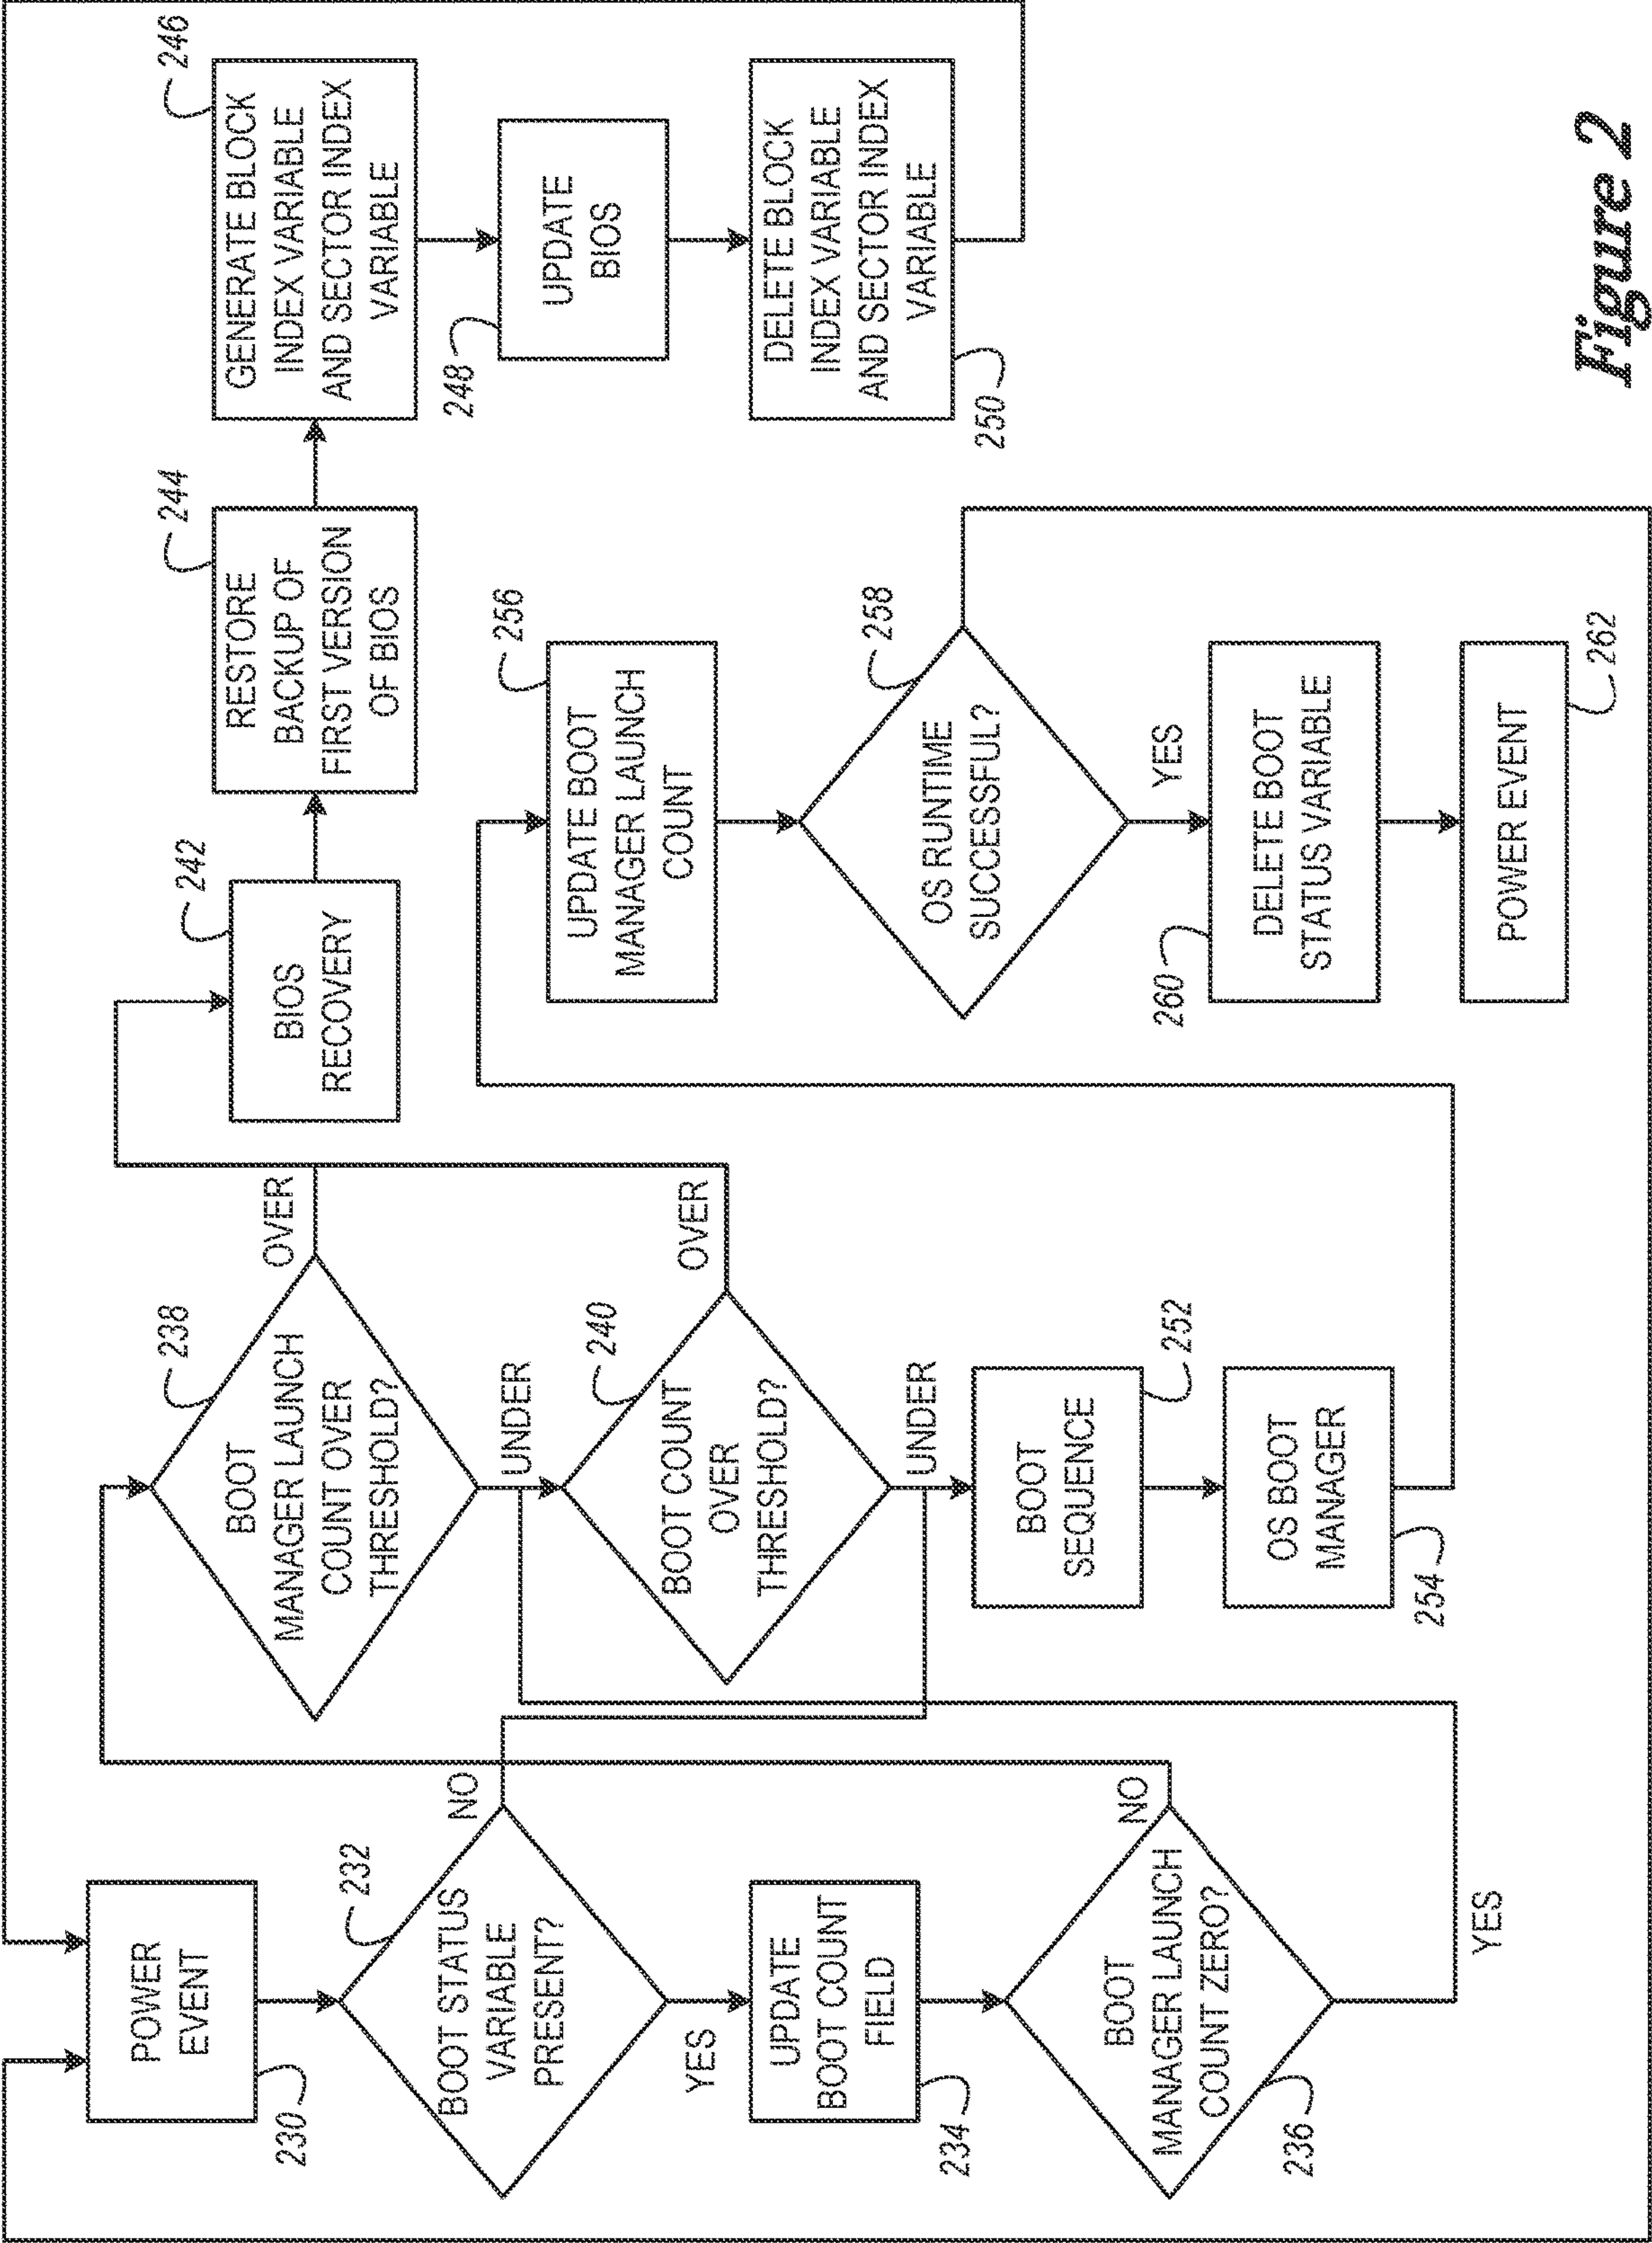 POWER
EVENT
230
BOOT STATUS
VARIABLE
PRESENT?
232
NO
YES
UPDATE
BOOT COUNT
FIELD
234
BOOT
MANAGER LAUNCH
COUNT ZERO?
236
NO
YES
BOOT
MANAGER LAUNCH
COUNT OVER
THRESHOLD?
238
OVER
UNDER
BOOT COUNT
OVER
THRESHOLD?
240
OVER
UNDER
BOOT
SEQUENCE
252
OS BOOT
MANAGER
254
BIOS
RECOVERY
242
RESTORE
BACKUP OF
FIRST VERSION
OF BIOS
244
GENERATE BLOCK
INDEX VARIABLE
AND SECTOR INDEX
VARIABLE
246
UPDATE
BIOS
248
DELETE BLOCK
INDEX VARIABLE
AND SECTOR INDEX
VARIABLE
250
UPDATE BOOT
MANAGER LAUNCH
COUNT
256
OS RUNTIME
SUCCESSFUL?
258
YES
DELETE BOOT
STATUS VARIABLE
260
POWER EVENT
262
Figure 2